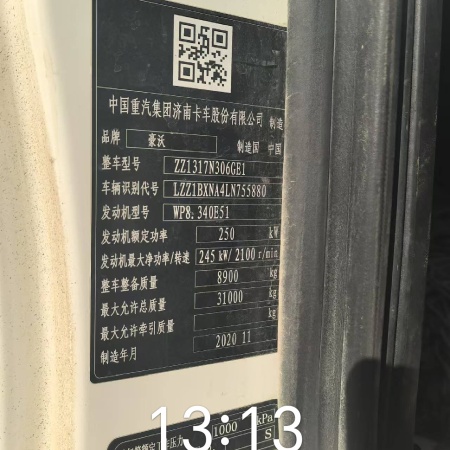 中国重汽集团济南卡车股份有限公司 制造
品牌 豪沃 制造国 中国
整车型号 ZZ1317N306GE1
车辆识别代号 LZZ1BXNA4LN755880
发动机型号 WP8.340E51
发动机额定功率 250 kW
发动机最大净功率/转速 245 kW/ 2100 r/min
整车整备质量 8900 kg
最大允许总质量 31000 kg
最大允许牵引质量 kg
制造年月 2020 11
13:13
1000 kPa
S